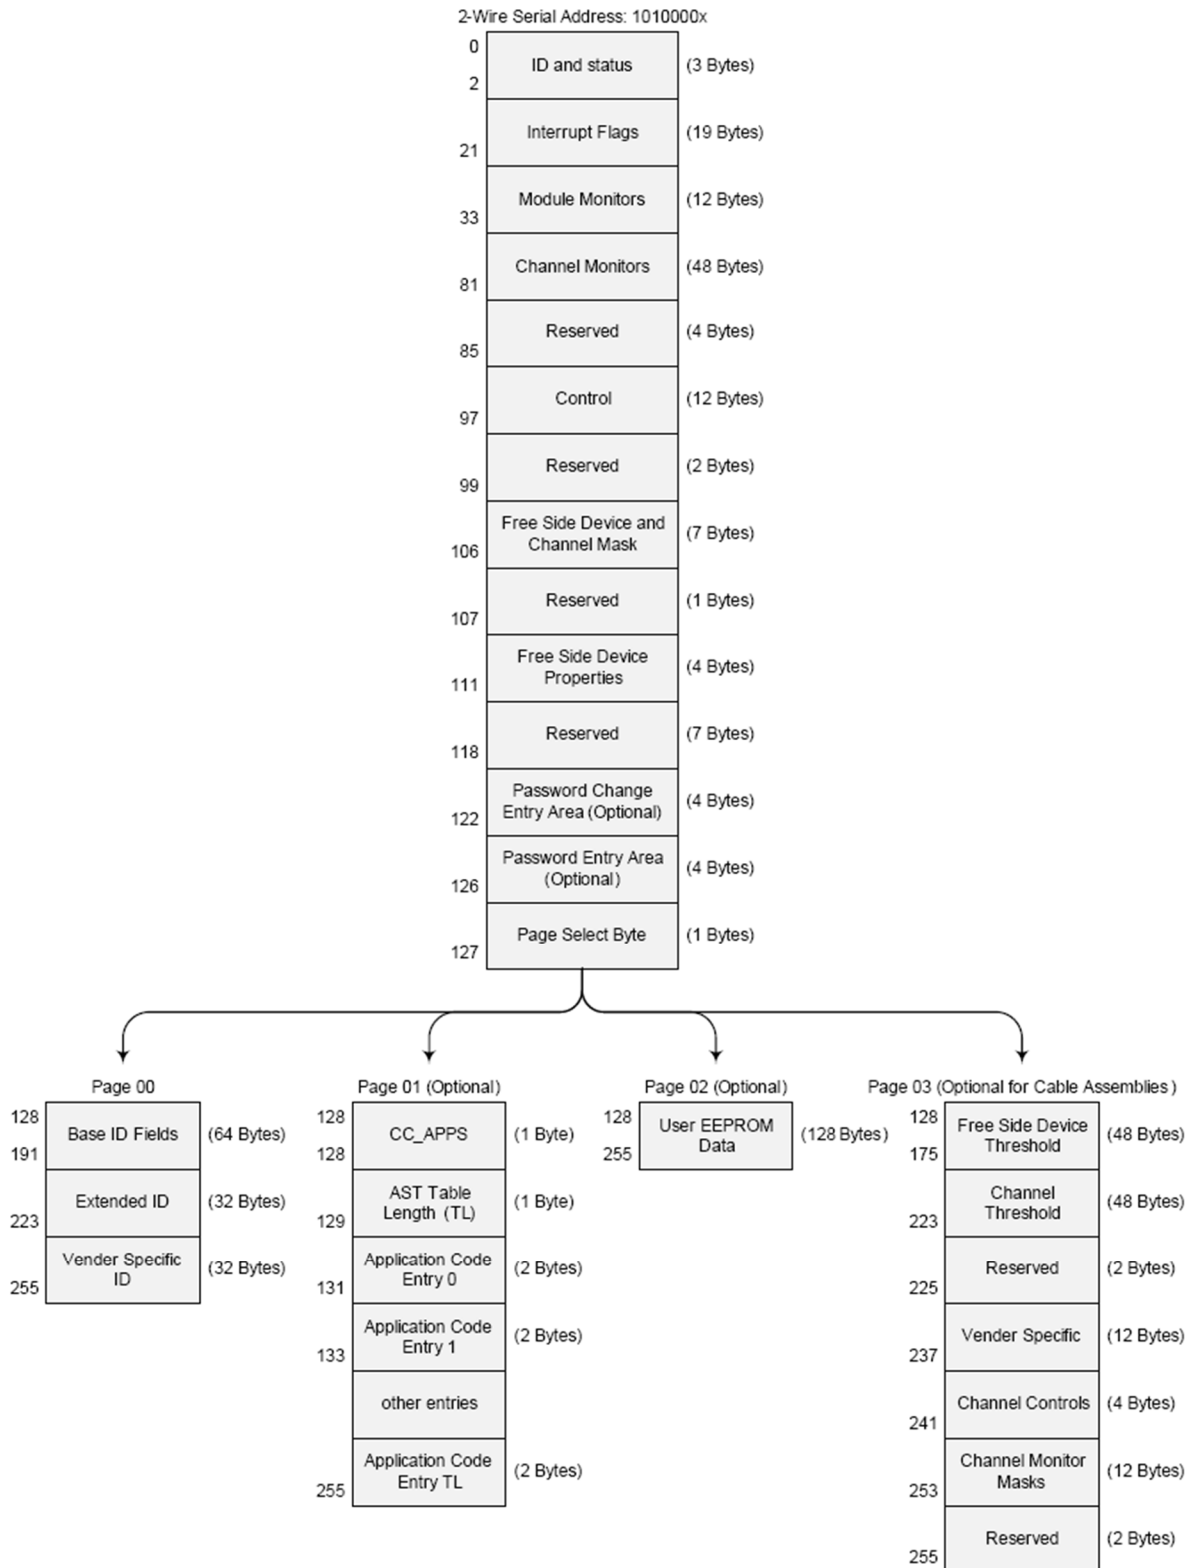 2-Wire Serial Address: 1010000x
0
ID and status
(3 Bytes)
2
Interrupt Flags
(19 Bytes)
21
Module Monitors
(12 Bytes)
33
Channel Monitors
(48 Bytes)
81
Reserved
(4 Bytes)
85
Control
(12 Bytes)
97
Reserved
(2 Bytes)
99
Free Side Device and
Channel Mask
(7 Bytes)
106
Reserved
(1 Bytes)
107
Free Side Device
Properties
(4 Bytes)
111
Reserved
(7 Bytes)
118
Password Change
Entry Area (Optional)
(4 Bytes)
122
Password Entry Area
(Optional)
(4 Bytes)
126
Page Select Byte
(1 Bytes)
127
Page 00
128
Base ID Fields
(64 Bytes)
191
Extended ID
(32 Bytes)
223
Vender Specific
ID
(32 Bytes)
255
Page 01 (Optional)
128
CC_APPS
(1 Byte)
128
AST Table
Length (TL)
(1 Byte)
129
Application Code
Entry 0
(2 Bytes)
131
Application Code
Entry 1
(2 Bytes)
133
other entries
Application Code
Entry TL
(2 Bytes)
255
Page 02 (Optional)
128
User EEPROM
Data
(128 Bytes)
255
Page 03 (Optional for Cable Assemblies)
128
Free Side Device
Threshold
(48 Bytes)
175
Channel
Threshold
(48 Bytes)
223
Reserved
(2 Bytes)
225
Vender Specific
(12 Bytes)
237
Channel Controls
(4 Bytes)
241
Channel Monitor
Masks
(12 Bytes)
253
Reserved
(2 Bytes)
255